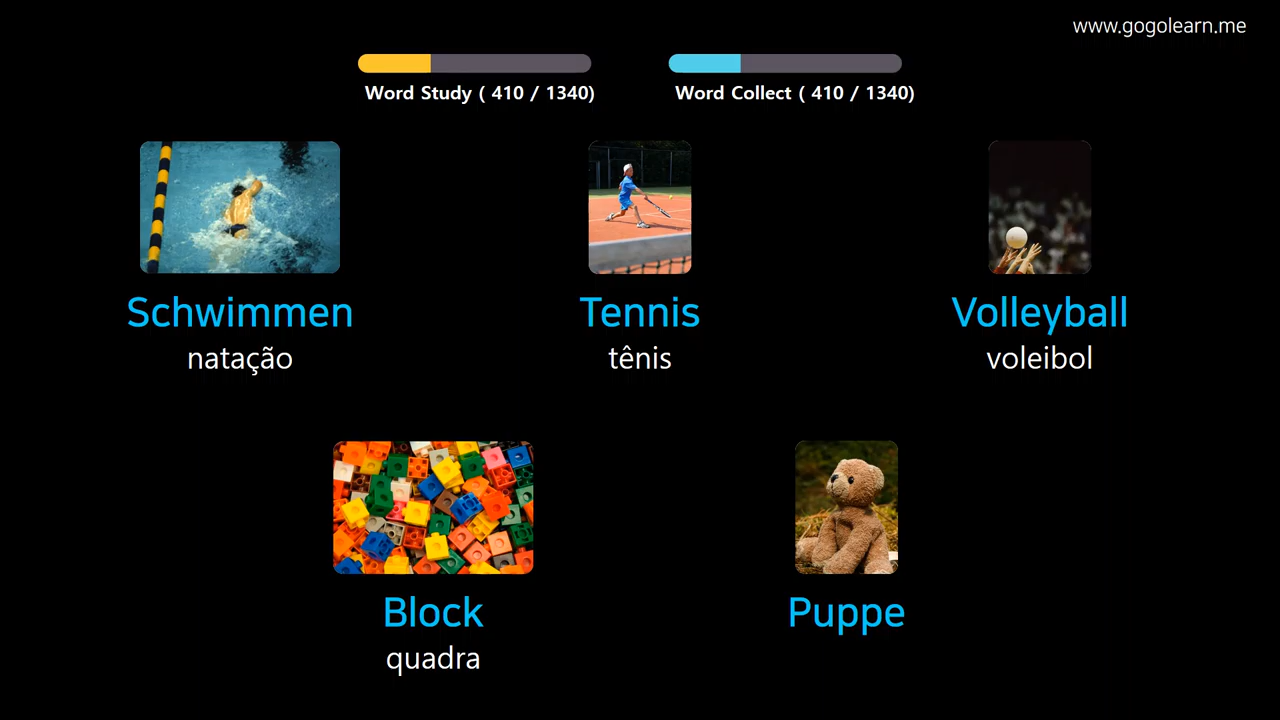 www.gogolearn.me
Word Study ( 410 / 1340)
Word Collect ( 410 / 1340)
Schwimmen
natação
Tennis
tênis
Volleyball
voleibol
Block
quadra
Puppe